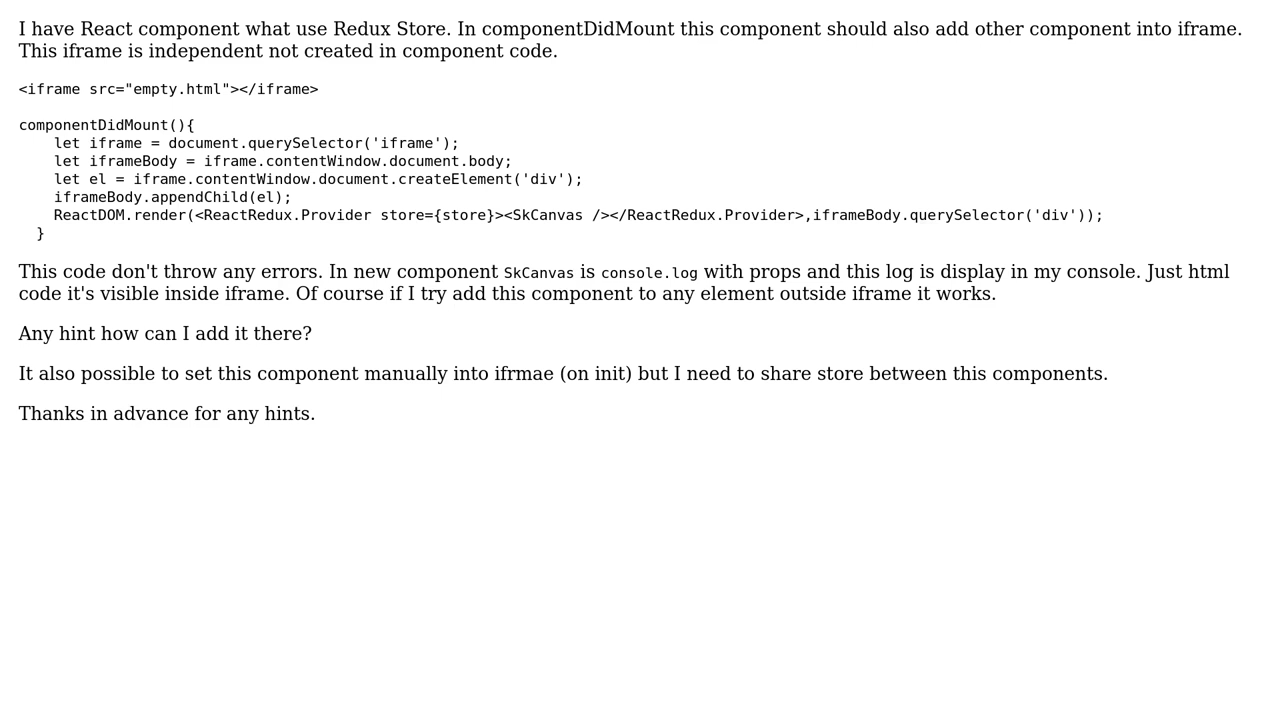 I have React component what use Redux Store. In componentDidMount this component should also add other component into iframe.
This iframe is independent not created in component code.
<iframe src="empty.html"></iframe>
componentDidMount(){
    let iframe = document.querySelector('iframe');
    let iframeBody = iframe.contentWindow.document.body;
    let el = iframe.contentWindow.document.createElement('div');
    iframeBody.appendChild(el);
    ReactDOM.render(<ReactRedux.Provider store={store}><SkCanvas /></ReactRedux.Provider>,iframeBody.querySelector('div'));
  }
This code don't throw any errors. In new component SkCanvas is console.log with props and this log is display in my console. Just html
code it's visible inside iframe. Of course if I try add this component to any element outside iframe it works.
Any hint how can I add it there?
It also possible to set this component manually into ifrmae (on init) but I need to share store between this components.
Thanks in advance for any hints.